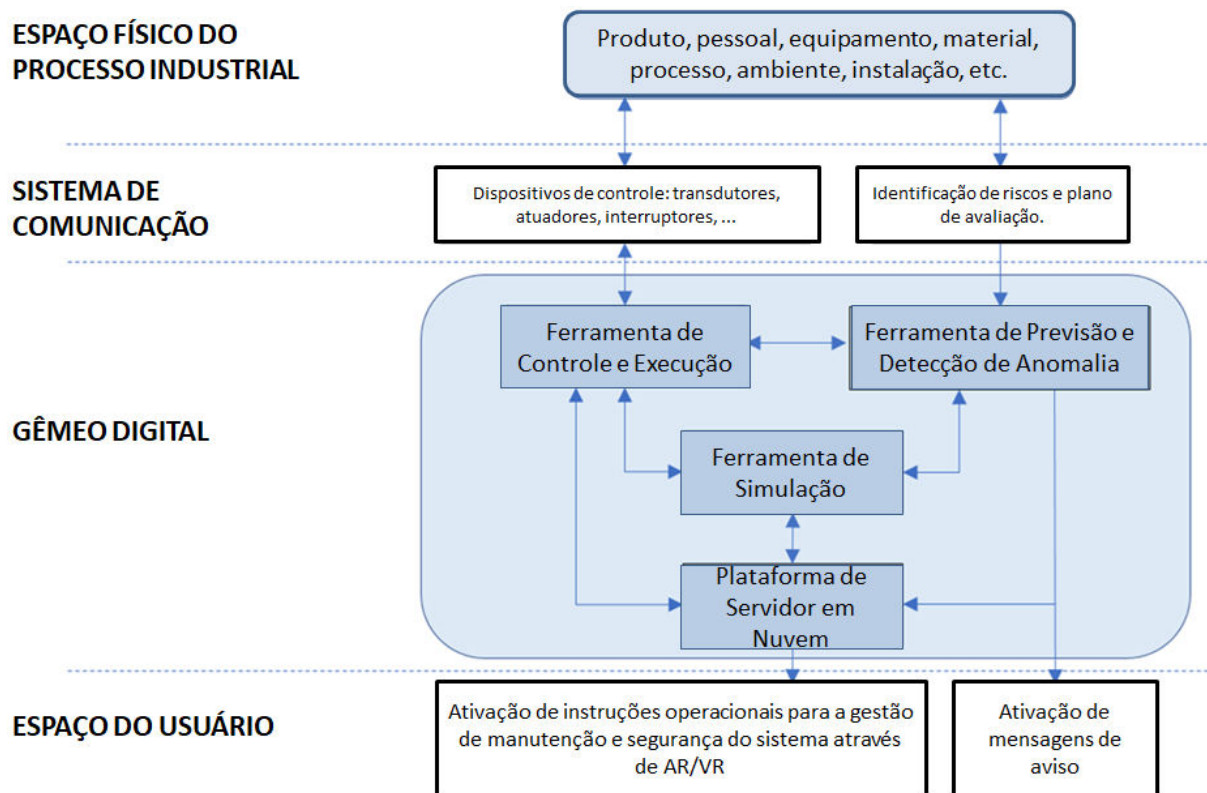 ESPAÇO FÍSICO DO
PROCESSO INDUSTRIAL
Produto, pessoal, equipamento, material,
processo, ambiente, instalação, etc.
SISTEMA DE
COMUNICAÇÃO
Dispositivos de controle: transdutores,
atuadores, interruptores, ...
Identificação de riscos e plano
de avaliação.
GÊMEO DIGITAL
Ferramenta de
Controle e Execução
Ferramenta de Previsão e
Detecção de Anomalia
Ferramenta de
Simulação
Plataforma de
Servidor em
Nuvem
ESPAÇO DO USUÁRIO
Ativação de instruções operacionais para a gestão
de manutenção e segurança do sistema através
de AR/VR
Ativação de
mensagens de
aviso